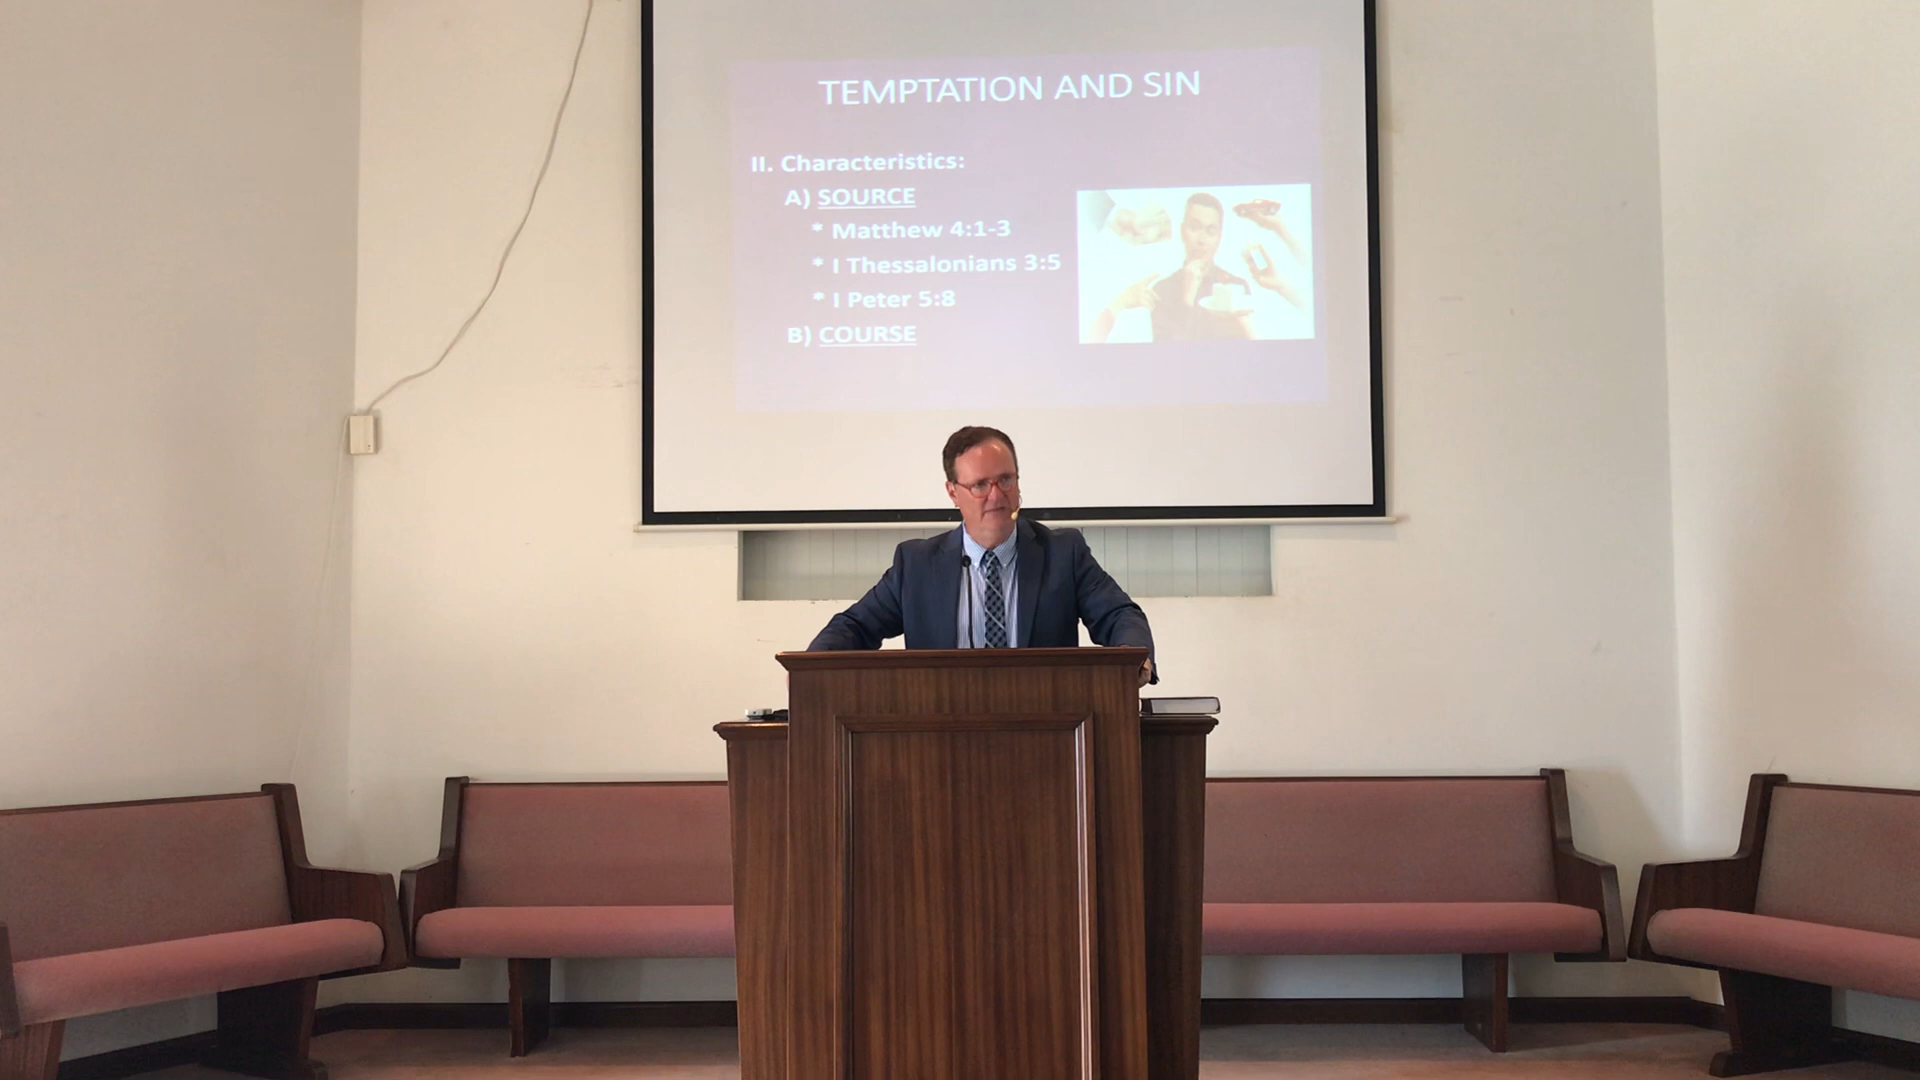 TEMPTATION AND SIN
II. Characteristics:
A) SOURCE
* Matthew 4:1-3
* I Thessalonians 3:5
* I Peter 5:8
B) COURSE